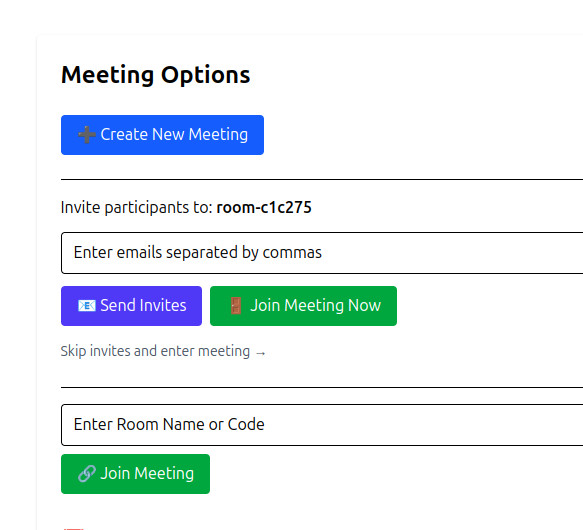 Meeting Options
➕ Create New Meeting
Invite participants to: room-c1c275
Enter emails separated by commas
📧 Send Invites 🚪 Join Meeting Now
Skip invites and enter meeting →
Enter Room Name or Code
🔗 Join Meeting